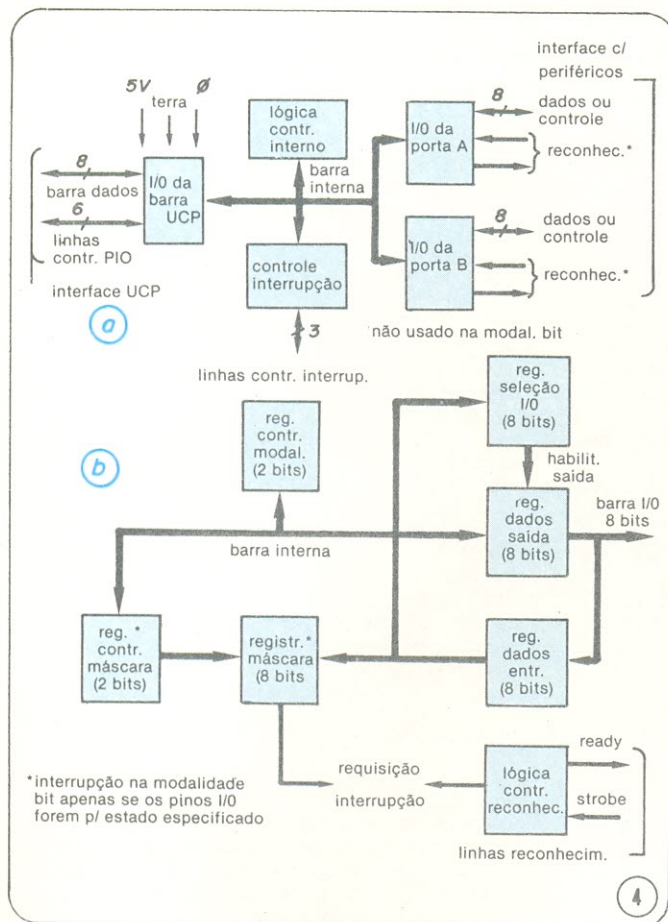 interface c/
periféricos
5V
terra
Ø
lógica
contr.
interno
8
dados ou
controle
I/0 da
porta A
reconhec.*
8
barra dados
I/0 da
barra
UCP
barra
interna
6
linhas
contr. PIO
8
dados ou
controle
I/0 da
porta B
reconhec.*
controle
interrupção
interface UCP
a
3
não usado na modal. bit
linhas contr. interrup.
reg.
seleção
I/0
(8 bits)
reg.
contr.
modal.
(2 bits)
b
habilit.
saída
reg.
dados
saída
(8 bits)
barra I/0
8 bits
barra interna
reg. *
contr.
máscara
(2 bits)
registr.*
máscara
(8 bits
reg.
dados
entr.
(8 bits)
ready
requisição
interrupção
lógica
contr.
reconhec.
strobe
*interrupção na modalidade
bit apenas se os pinos I/0
forem p/ estado especificado
linhas reconhecim.
4